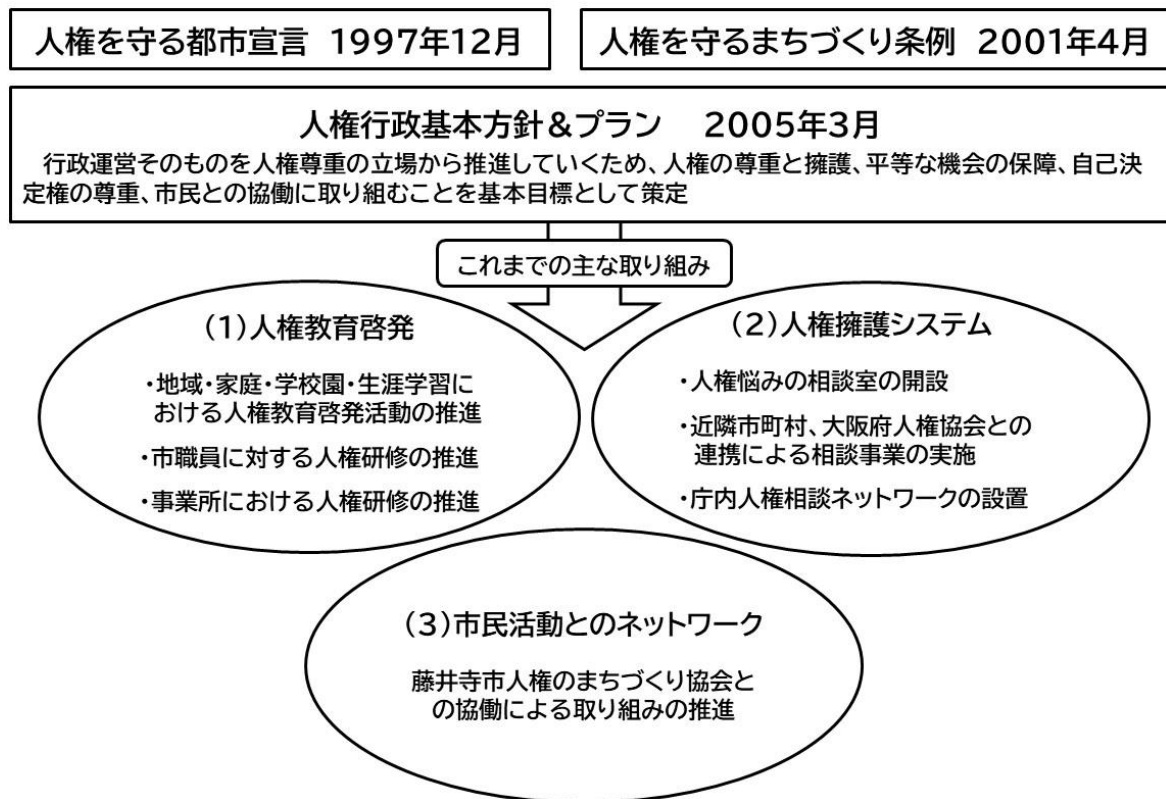 人権を守る都市宣言 1997年12月
人権を守るまちづくり条例 2001年4月
人権行政基本方針＆プラン 2005年3月
行政運営そのものを人権尊重の立場から推進していくため、人権の尊重と擁護、平等な機会の保障、自己決
定権の尊重、市民との協働に取り組むことを基本目標として策定
これまでの主な取り組み
（1）人権教育啓発
・地域・家庭・学校園・生涯学習に
おける人権教育啓発活動の推進
・市職員に対する人権研修の推進
・事業所における人権研修の推進
（2）人権擁護システム
・人権悩みの相談室の開設
・近隣市町村、大阪府人権協会との
連携による相談事業の実施
・庁内人権相談ネットワークの設置
（3）市民活動とのネットワーク
藤井寺市人権のまちづくり協会と
の協働による取り組みの推進